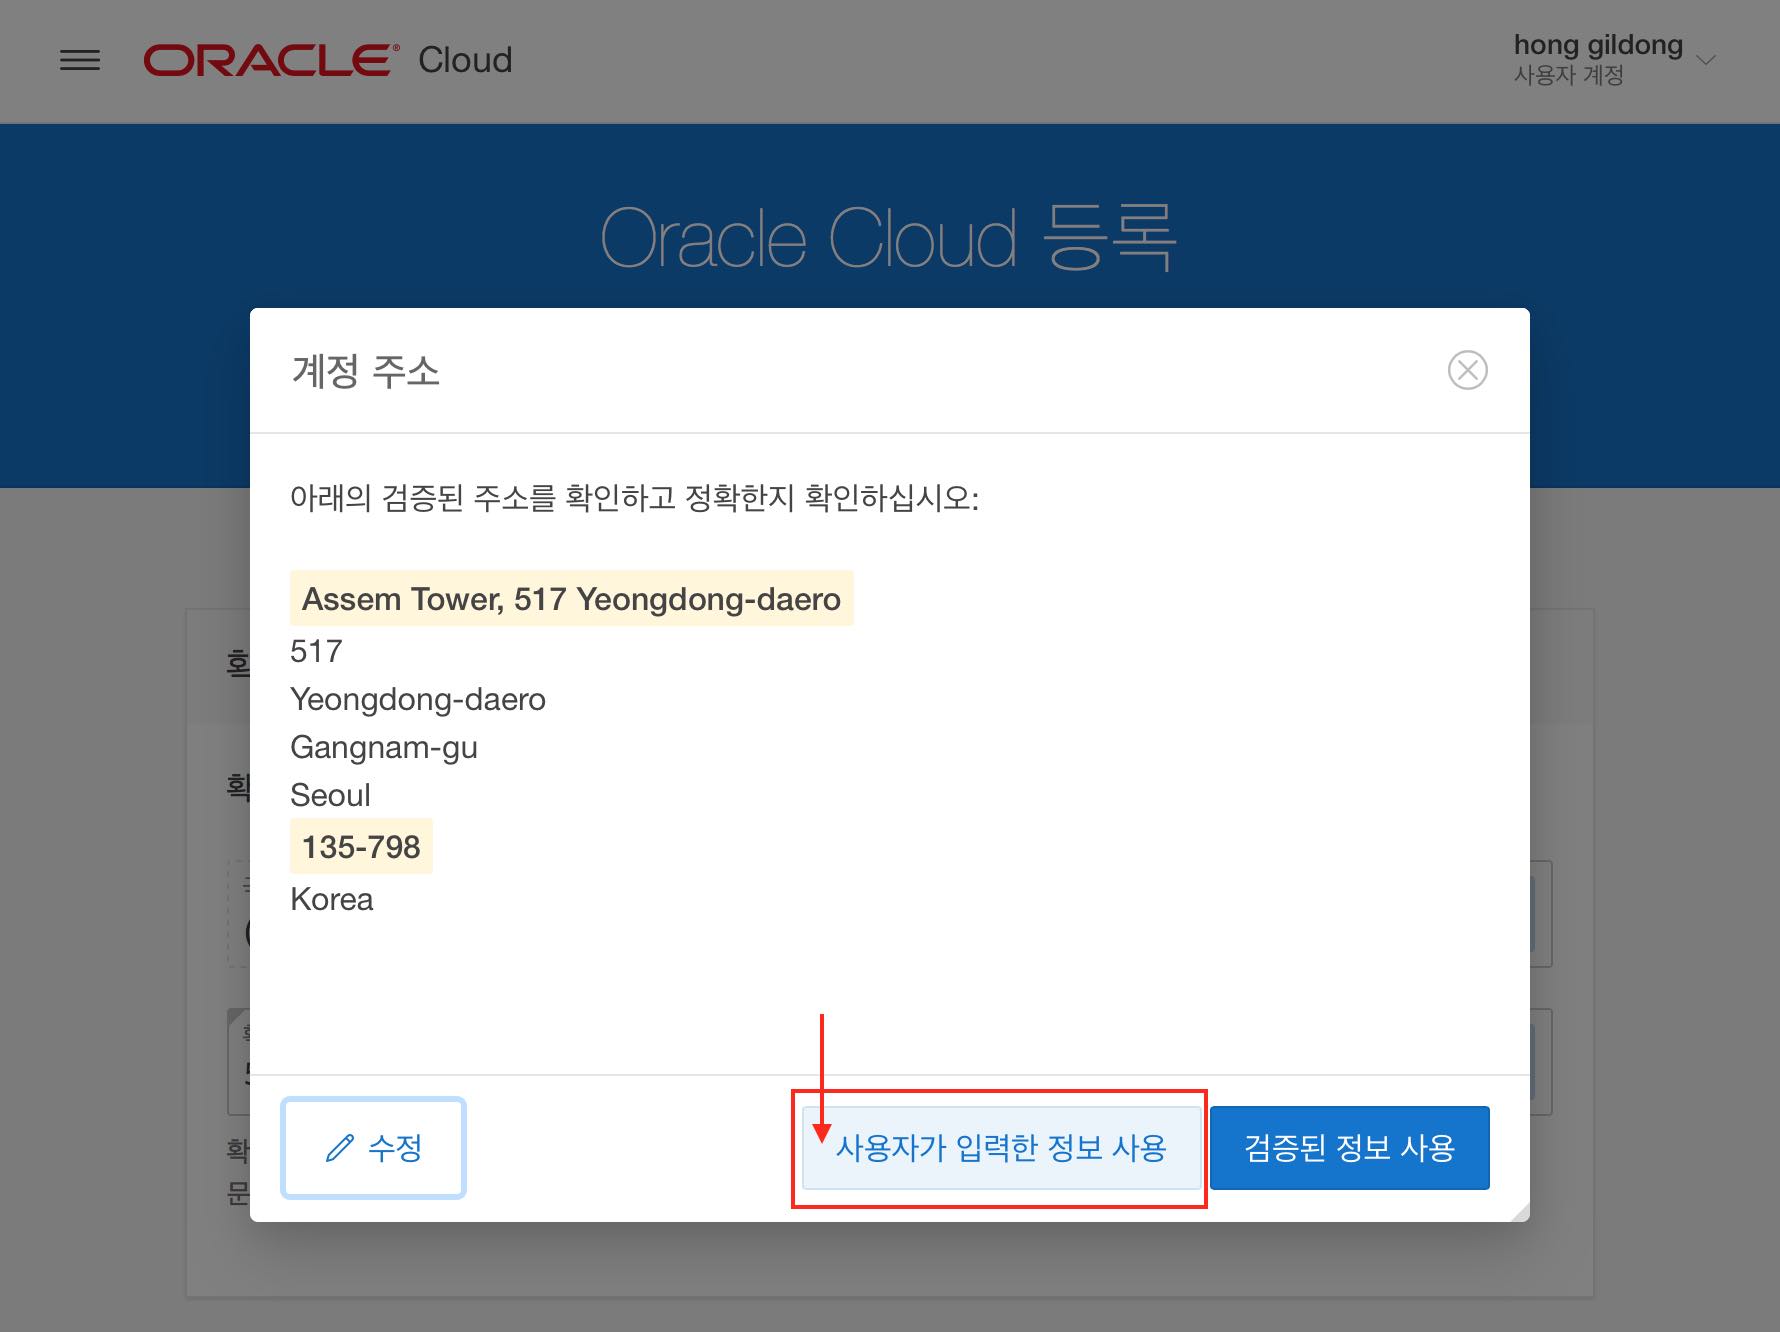 ORACLE® Cloud
hong gildong
사용자 계정
Oracle Cloud 등록
계정 주소
아래의 검증된 주소를 확인하고 정확한지 확인하십시오:
Assem Tower, 517 Yeongdong-daero
517
Yeongdong-daero
Gangnam-gu
Seoul
135-798
Korea
확
문
수정
사용자가 입력한 정보 사용
검증된 정보 사용